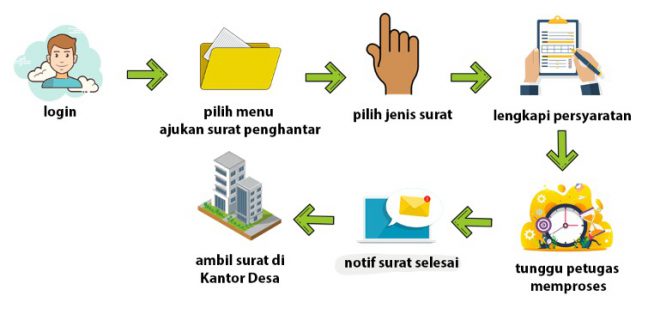 login
pilih menu
ajukan surat penghantar
pilih jenis surat
lengkapi persyaratan
tunggu petugas
memproses
notif surat selesai
ambil surat di
Kantor Desa